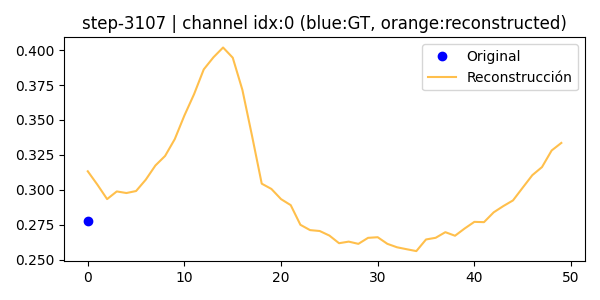 step-3107 | channel idx:0 (blue:GT, orange:reconstructed)
0.400
0.375
0.350
0.325
0.300
0.275
0.250
Original
Reconstrucción
0 10 20 30 40 50